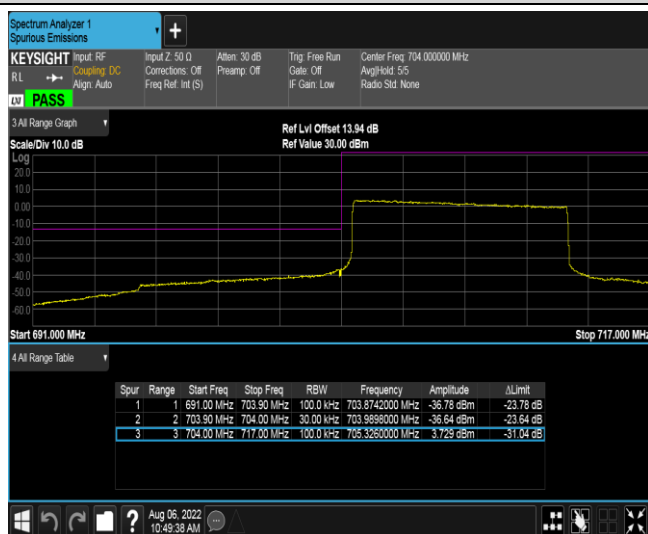 Spectrum Analyzer 1
Spurious Emissions
+
KEYSIGHT Input: RF Input Z: 50 Ω Atten: 30 dB Trig: Free Run Center Freq: 704.000000 MHz
RL Coupling: DC Corrections: Off Preamp: Off Gate: Off Avg|Hold: 5/5
Align: Auto Freq Ref: Int (S) IF Gain: Low Radio Std: None
LXI PASS
3 All Range Graph
Ref Lvl Offset 13.94 dB
Scale/Div 10.0 dB Ref Value 30.00 dBm
Log
20.0
10.0
0.00
-10.0
-20.0
-30.0
-40.0
-50.0
-60.0
Start 691.000 MHz Stop 717.000 MHz
4 All Range Table
Spur Range Start Freq Stop Freq RBW Frequency Amplitude ΔLimit
1 1 691.00 MHz 703.90 MHz 100.0 kHz 703.8742000 MHz -36.78 dBm -23.78 dB
2 2 703.90 MHz 704.00 MHz 30.00 kHz 703.9898000 MHz -36.64 dBm -23.64 dB
3 3 704.00 MHz 717.00 MHz 100.0 kHz 705.3260000 MHz 3.729 dBm -31.04 dB
? Aug 06, 2022
10:49:38 AM